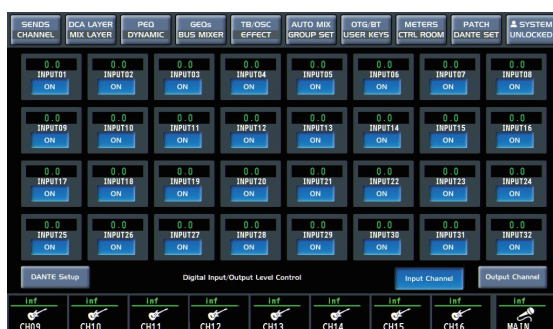 SENDS DCA LAYER PEQ GEQs TB/OSC AUTO MIX OTG/BT METERS PATCH SYSTEM
CHANNEL MIX LAYER DYNAMIC BUS MIXER EFFECT GROUP SET USER KEYS CTRL ROOM DANTE SET UNLOCKED
0.0 0.0 0.0 0.0 0.0 0.0 0.0 0.0
INPUT01 INPUT02 INPUT03 INPUT04 INPUT05 INPUT06 INPUT07 INPUT08
ON ON ON ON ON ON ON ON
0.0 0.0 0.0 0.0 0.0 0.0 0.0 0.0
INPUT09 INPUT10 INPUT11 INPUT12 INPUT13 INPUT14 INPUT15 INPUT16
ON ON ON ON ON ON ON ON
0.0 0.0 0.0 0.0 0.0 0.0 0.0 0.0
INPUT17 INPUT18 INPUT19 INPUT20 INPUT21 INPUT22 INPUT23 INPUT24
ON ON ON ON ON ON ON ON
0.0 0.0 0.0 0.0 0.0 0.0 0.0 0.0
INPUT25 INPUT26 INPUT27 INPUT28 INPUT29 INPUT30 INPUT31 INPUT32
ON ON ON ON ON ON ON ON
DANTE Setup Digital Input/Output Level Control Input Channel Output Channel
inf inf inf inf inf inf inf inf inf
CH09 CH10 CH11 CH12 CH13 CH14 CH15 CH16 MAIN